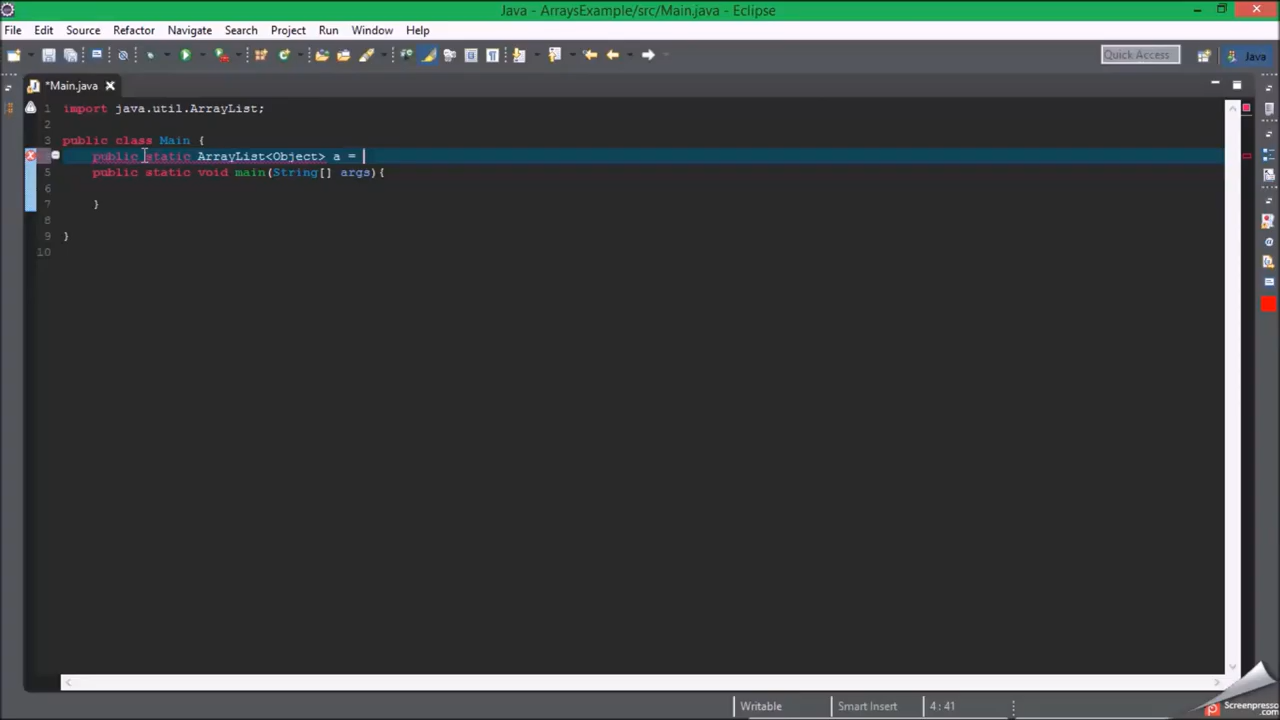 Java - ArraysExample/src/Main.java - Eclipse
File Edit Source Refactor Navigate Search Project Run Window Help
Quick Access
Java
*Main.java
1 import java.util.ArrayList;
2
3 public class Main {
public static ArrayList<Object> a =
5 public static void main(String[] args){
6
7 }
8
9 }
10
Writable Smart Insert 4 : 41
Screenpresso
.com